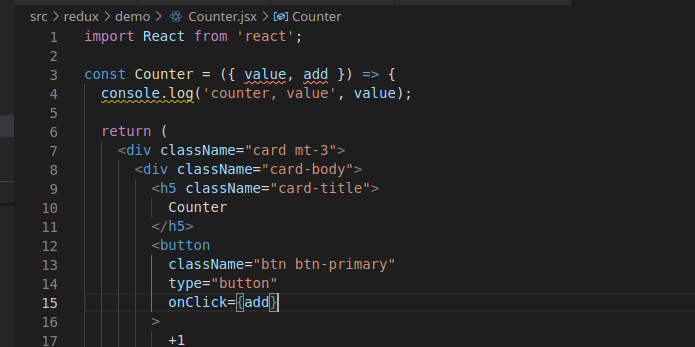 src > redux > demo > Counter.jsx > Counter
1 import React from 'react';
2
3 const Counter = ({ value, add }) => {
4 console.log('counter, value', value);
5
6 return (
7 <div className="card mt-3">
8 <div className="card-body">
9 <h5 className="card-title">
10 Counter
11 </h5>
12 <button
13 className="btn btn-primary"
14 type="button"
15 onClick={add}
16 >
17 +1